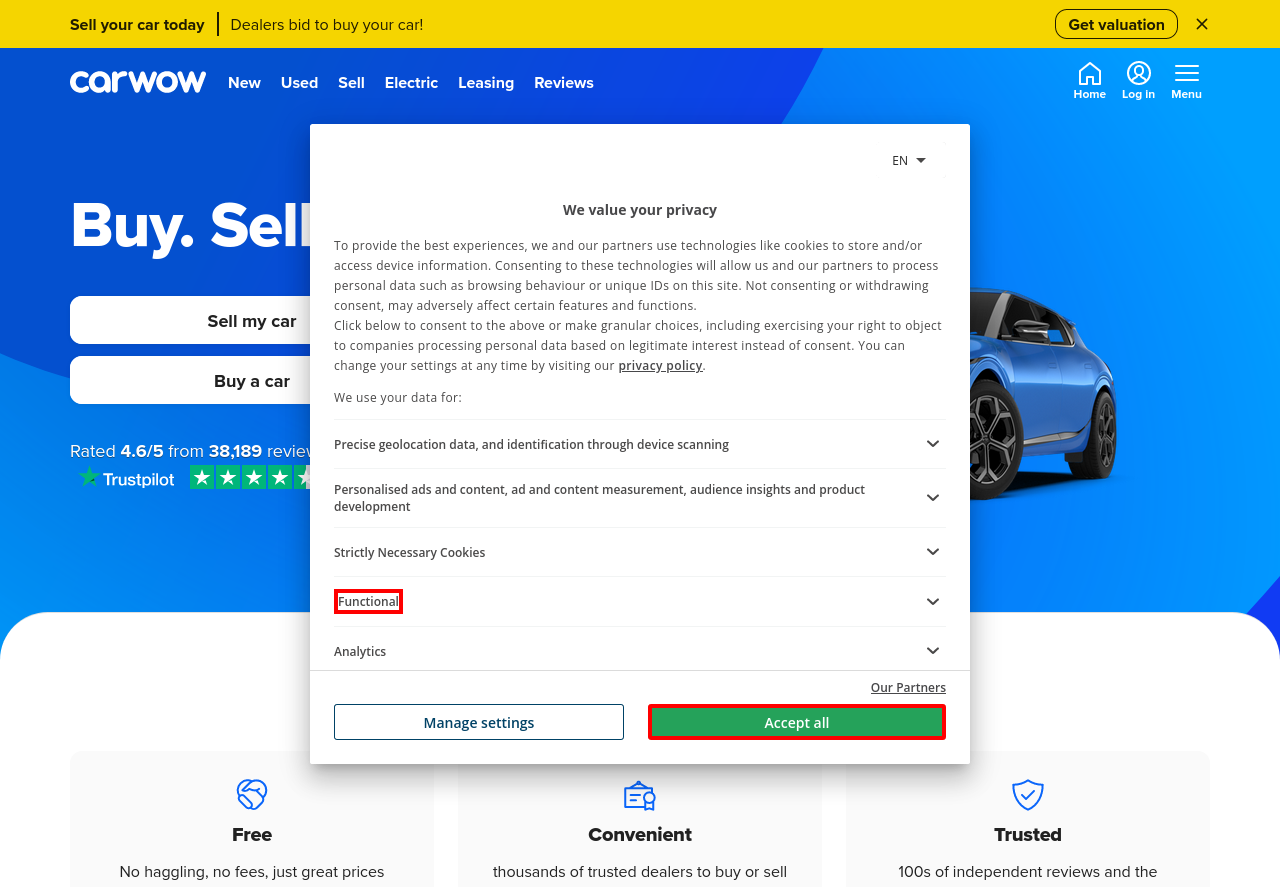 Sell your car today
Dealers bid to buy your car!
Get valuation
carwow
New
Used
Sell
Electric
Leasing
Reviews
Home
Log in
Menu
Buy. Sell
Sell my car
Buy a car
Rated 4.6/5 from 38,189
Trustpilot
EN
We value your privacy
To provide the best experiences, we and our partners use technologies like cookies to store and/or
access device information. Consenting to these technologies will allow us and our partners to process
personal data such as browsing behaviour or unique IDs on this site. Not consenting or withdrawing
consent, may adversely affect certain features and functions.
Click below to consent to the above or make granular choices, including exercising your right to object
to companies processing personal data based on legitimate interest instead of consent. You can
change your settings at any time by visiting our privacy policy.
We use your data for:
Precise geolocation data, and identification through device scanning
Personalised ads and content, ad and content measurement, audience insights and product
development
Strictly Necessary Cookies
Functional
Analytics
Our Partners
Manage settings
Accept all
Free
No haggling, no fees, just great prices
Convenient
thousands of trusted dealers to buy or sell
Trusted
100s of independent reviews and the